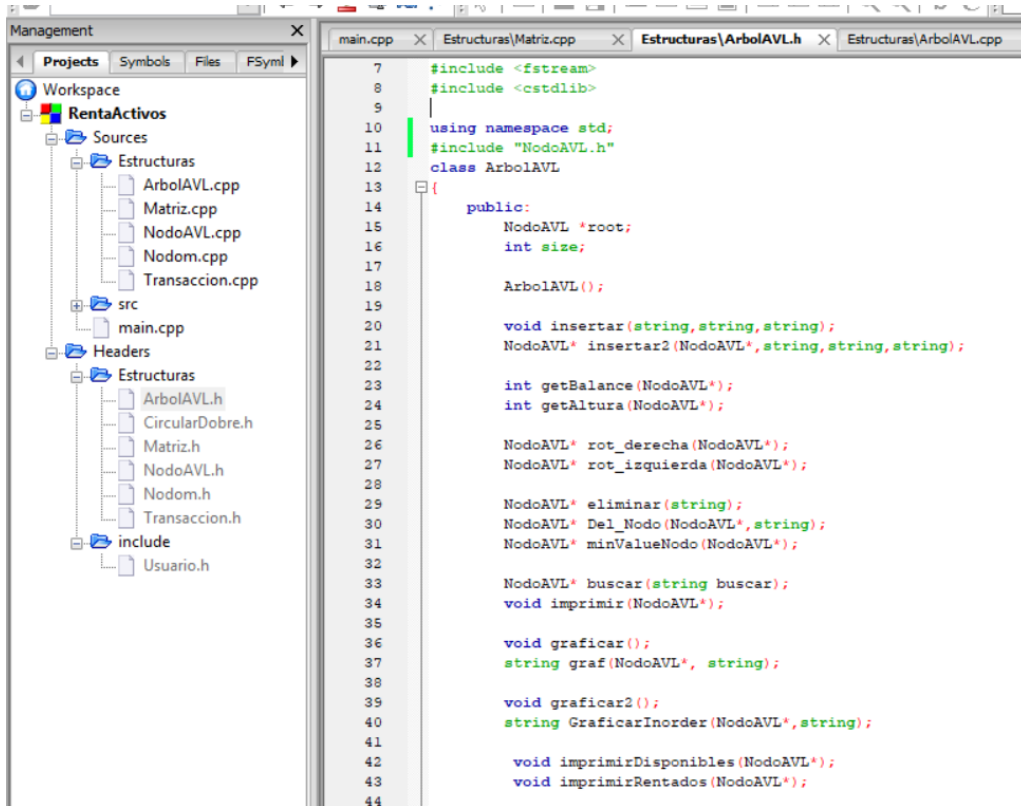 Management
Projects Symbols Files FSyml
Workspace
RentaActivos
Sources
Estructuras
ArbolAVL.cpp
Matriz.cpp
NodoAVL.cpp
Nodom.cpp
Transaccion.cpp
src
main.cpp
Headers
Estructuras
ArbolAVL.h
CircularDobre.h
Matriz.h
NodoAVL.h
Nodom.h
Transaccion.h
include
Usuario.h
main.cpp Estructuras\Matriz.cpp Estructuras\ArbolAVL.h Estructuras\ArbolAVL.cpp
7 #include <fstream>
8 #include <cstdlib>
9
10 using namespace std;
11 #include "NodoAVL.h"
12 class ArbolAVL
13 {
14 public:
15 NodoAVL *root;
16 int size;
17
18 ArbolAVL();
19
20 void insertar(string,string,string);
21 NodoAVL* insertar2(NodoAVL*,string,string,string);
22
23 int getBalance(NodoAVL*);
24 int getAltura(NodoAVL*);
25
26 NodoAVL* rot_derecha(NodoAVL*);
27 NodoAVL* rot_izquierda(NodoAVL*);
28
29 NodoAVL* eliminar(string);
30 NodoAVL* Del_Nodo(NodoAVL*,string);
31 NodoAVL* minValueNodo(NodoAVL*);
32
33 NodoAVL* buscar(string buscar);
34 void imprimir(NodoAVL*);
35
36 void graficar();
37 string graf(NodoAVL*, string);
38
39 void graficar2();
40 string GraficarInorder(NodoAVL*,string);
41
42 void imprimirDisponibles(NodoAVL*);
43 void imprimirRentados(NodoAVL*);
44